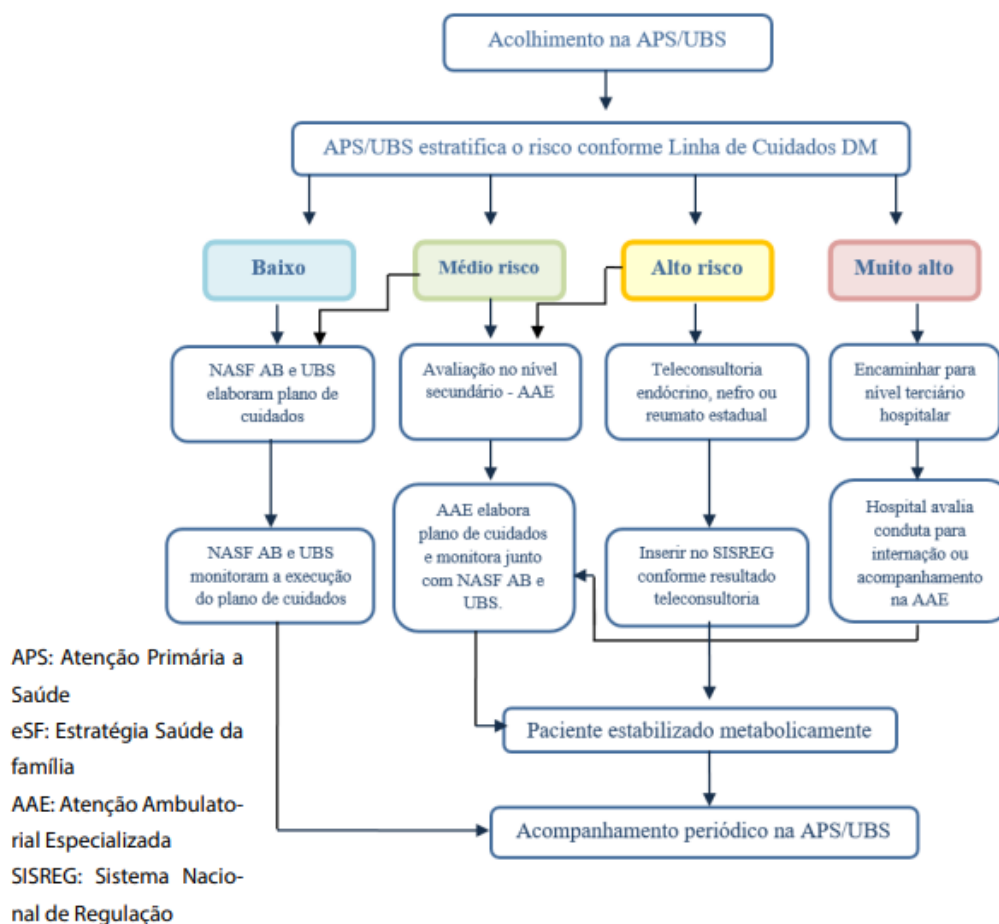 Acolhimento na APS/UBS
APS/UBS estratifica o risco conforme Linha de Cuidados DM
Baixo
Médio risco
Alto risco
Muito alto
NASF AB e UBS
elaboram plano de
cuidados
Avaliação no nível
secundário - AAE
Teleconsultoria
endócrino, nefro ou
reumato estadual
Encaminhar para
nível terciário
hospitalar
NASF AB e UBS
monitoram a execução
do plano de cuidados
AAE elabora
plano de cuidados
e monitora junto
com NASF AB e
UBS.
Inserir no SISREG
conforme resultado
teleconsultoria
Hospital avalia
conduta para
internação ou
acompanhamento
na AAE
Paciente estabilizado metabolicamente
Acompanhamento periódico na APS/UBS
APS: Atenção Primária a
Saúde
eSF: Estratégia Saúde da
família
AAE: Atenção Ambulato-
rial Especializada
SISREG: Sistema Nacio-
nal de Regulação